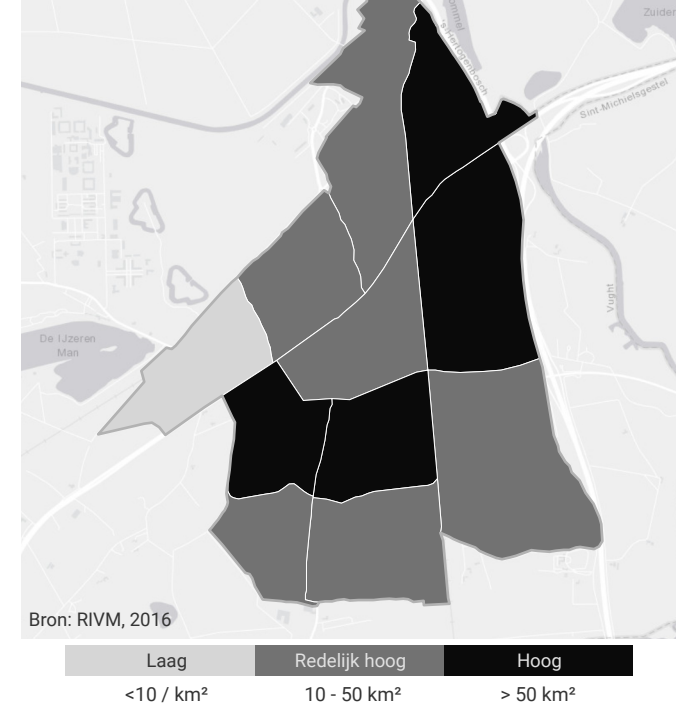 Zuider
's-Hertogenbosch
Sint-Michielsgestel
Vught
De IJzeren
Man
Bron: RIVM, 2016
Laag Redelijk hoog Hoog
<10 / km² 10 - 50 km² > 50 km²